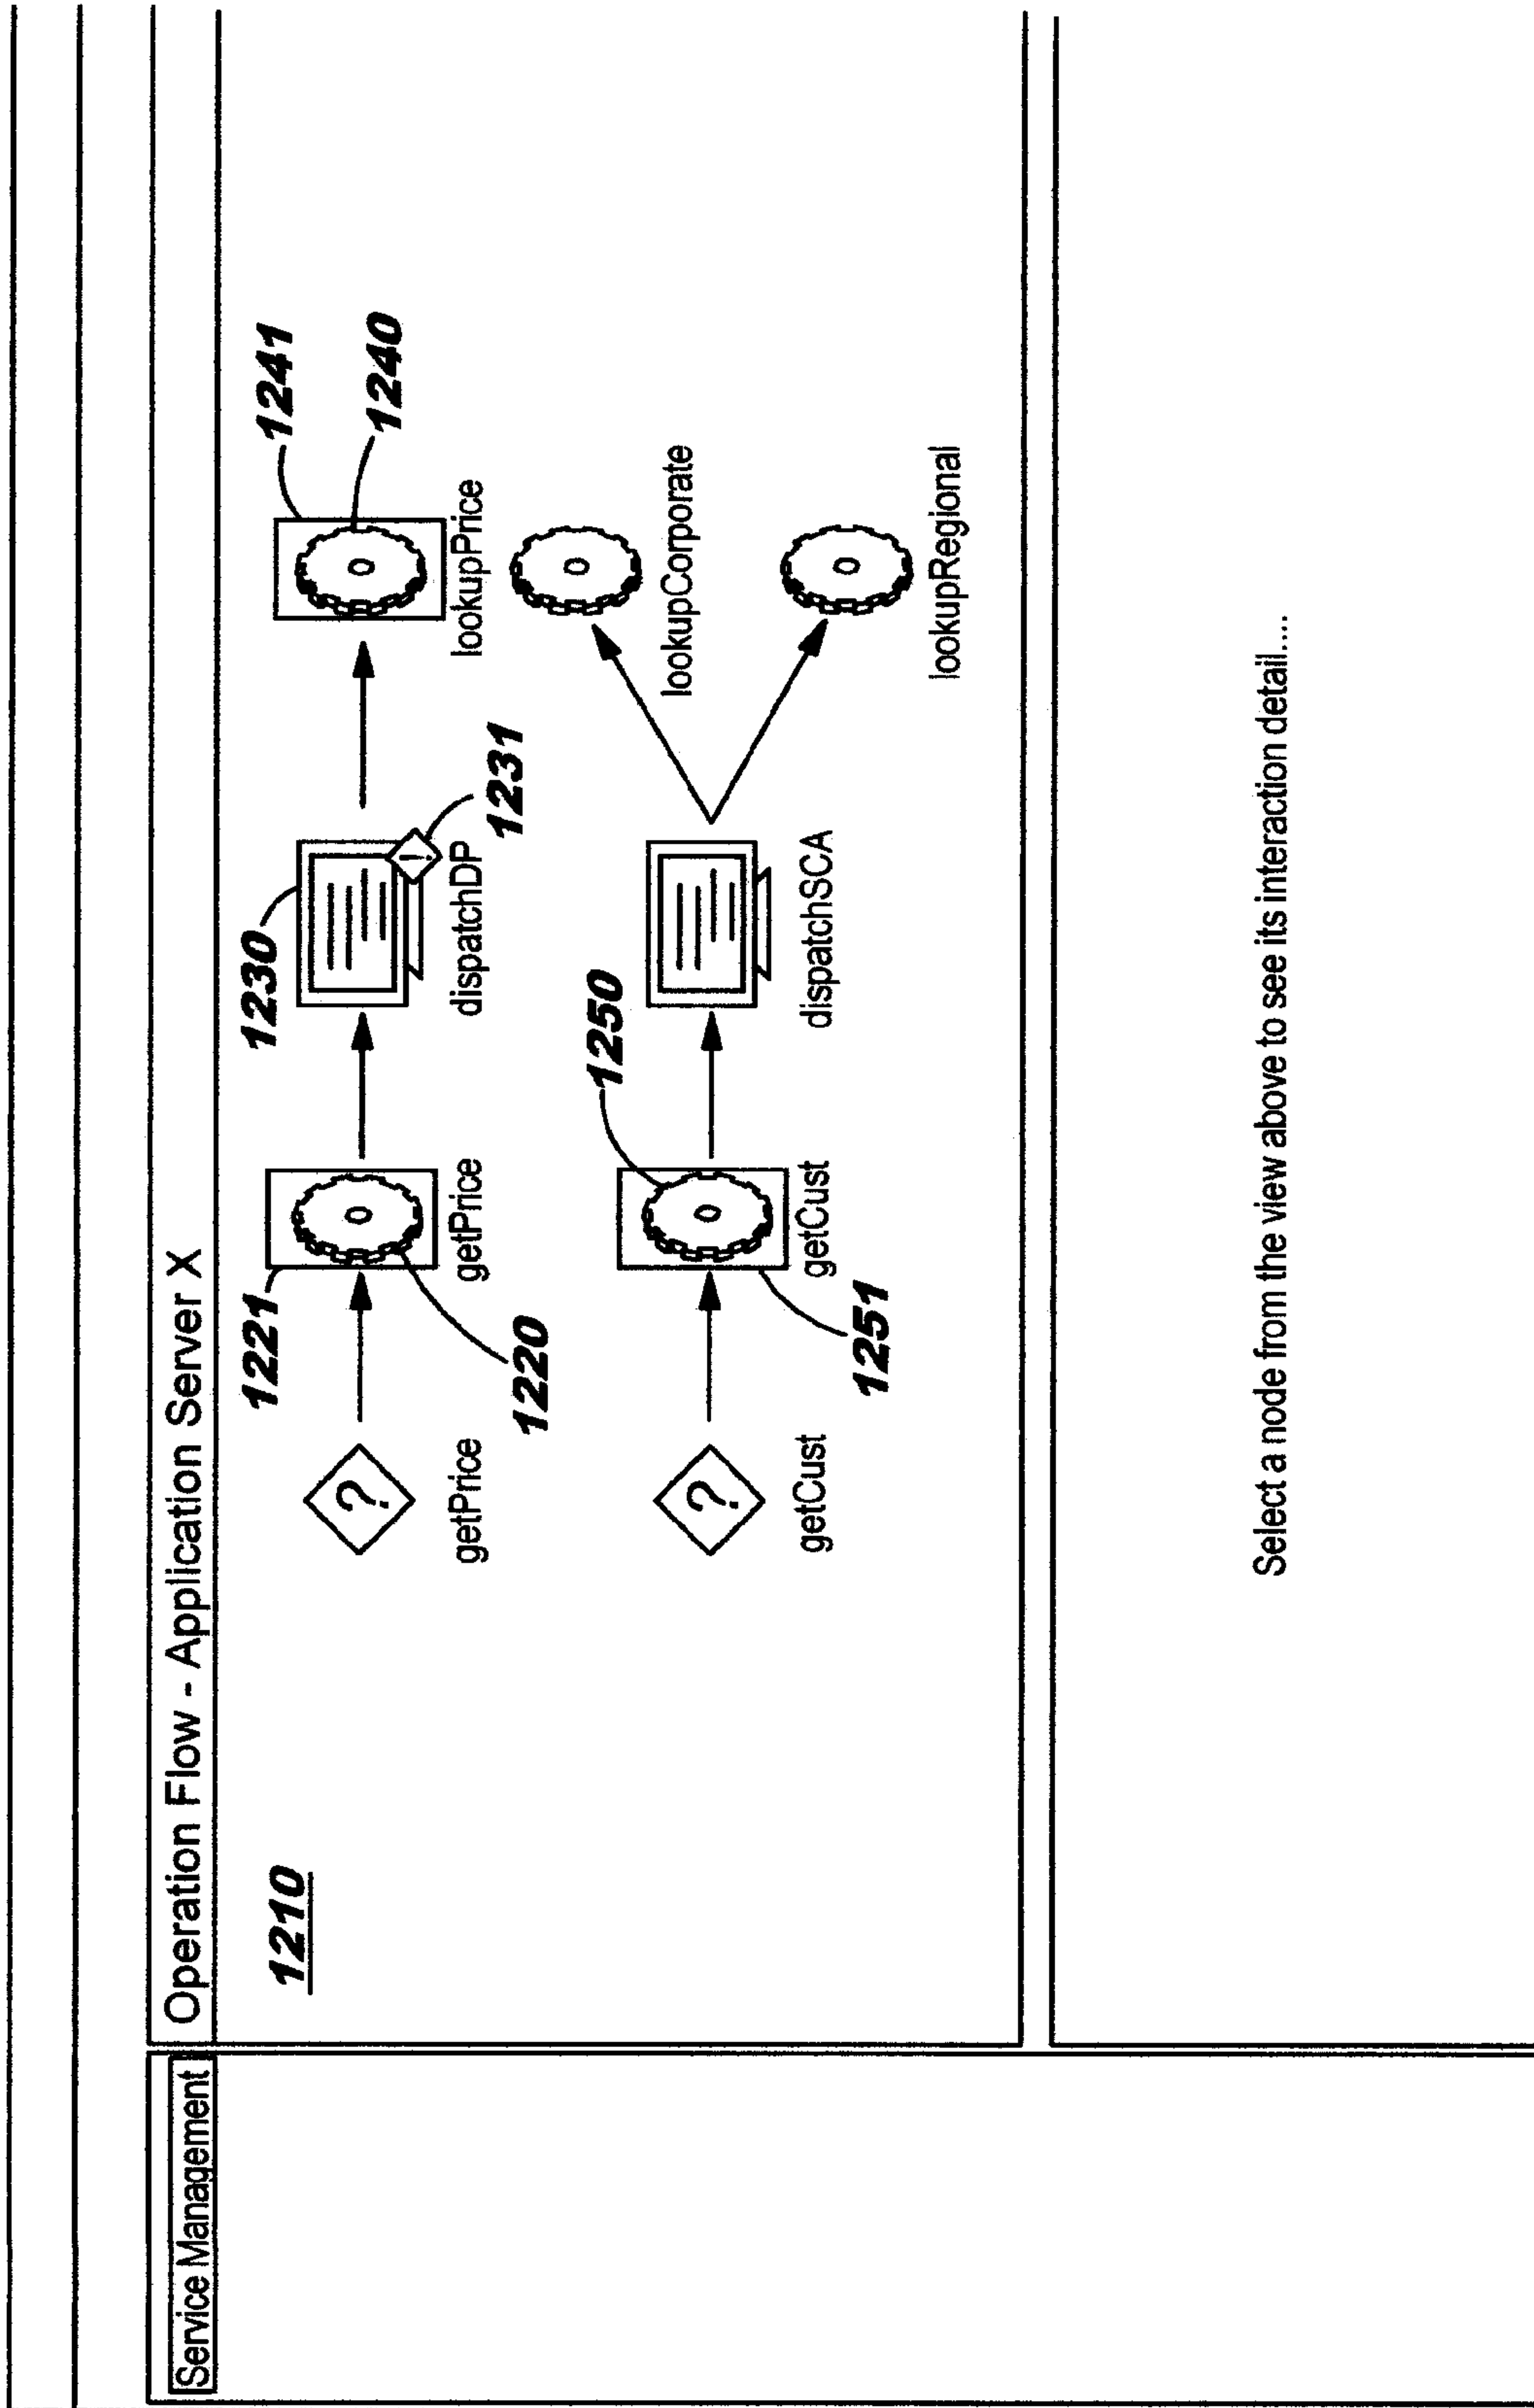 Service Management
Operation Flow - Application Server X
1210
1221
1230
1241
1240
?
!
getPrice
getPrice
dispatchDP
lookupPrice
1220
1231
1250
lookupCorporate
?
getCust
getCust
dispatchSCA
1251
lookupRegional
Select a node from the view above to see its interaction detail....